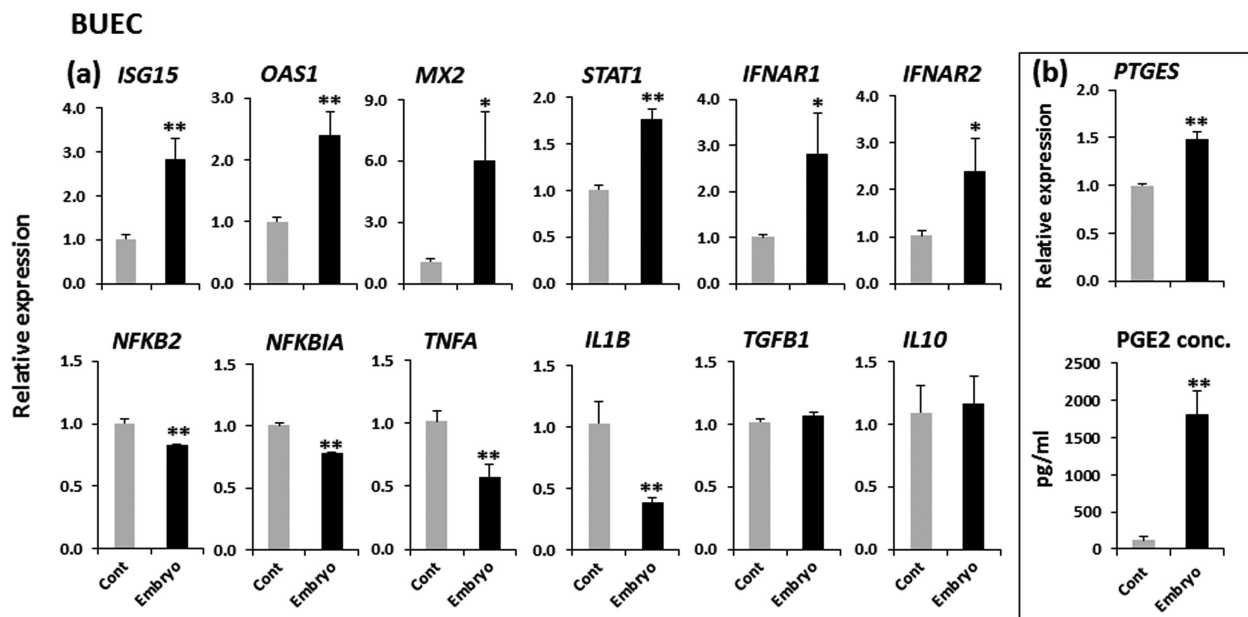 BUEC
(a) ISG15 OAS1 MX2 STAT1 IFNAR1 IFNAR2
4.0 3.0 2.0 1.0 0.0
**
3.0 2.0 1.0 0.0
**
9.0 6.0 3.0 0.0
*
2.0 1.5 1.0 0.5 0.0
**
4.0 3.0 2.0 1.0 0.0
*
4.0 3.0 2.0 1.0 0.0
*
Relative expression
NFKB2 NFKBIA TNFA IL1B TGFB1 IL10
1.5 1.0 0.5 0.0
**
1.5 1.0 0.5 0.0
**
1.5 1.0 0.5 0.0
**
1.5 1.0 0.5 0.0
**
1.5 1.0 0.5 0.0
1.5 1.0 0.5 0.0
Cont Embryo Cont Embryo Cont Embryo Cont Embryo Cont Embryo Cont Embryo
(b) PTGES
Relative expression
2.0 1.5 1.0 0.5 0.0
**
PGE2 conc.
pg/ml
2500 2000 1500 1000 500 0
**
Cont Embryo